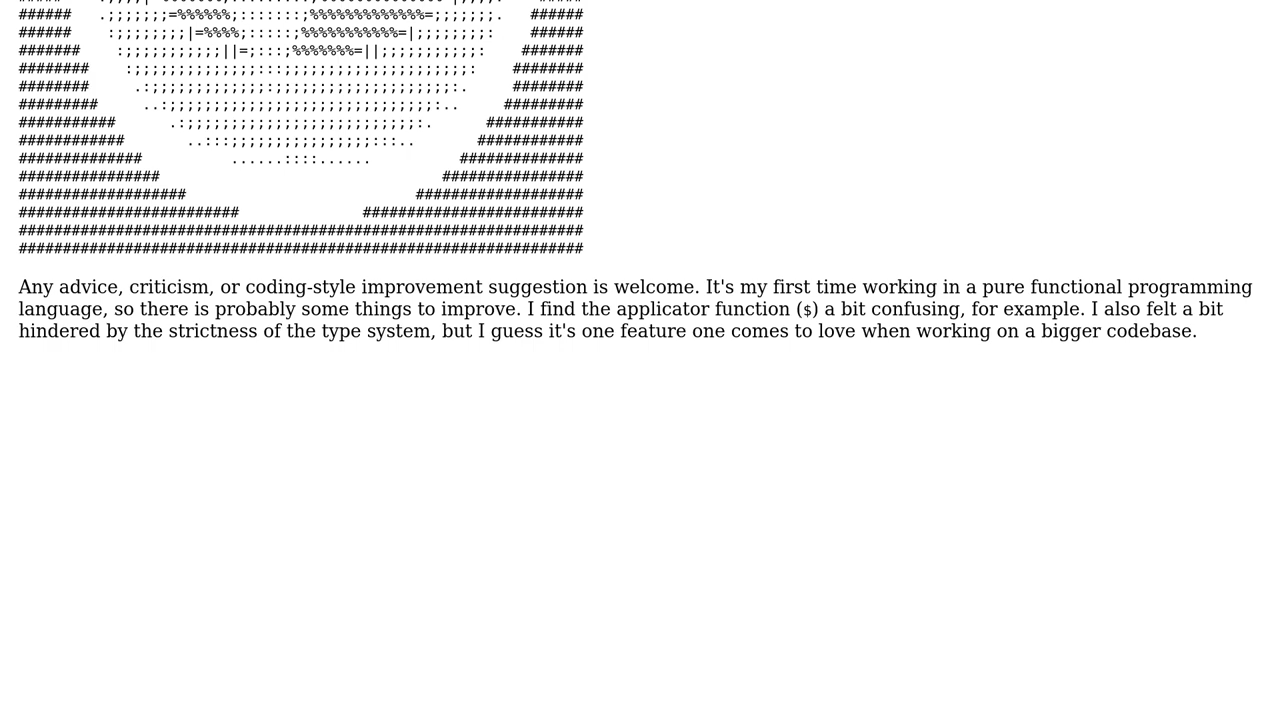 ###### .;;;;;;;=%%%%%%;:::::::;%%%%%%%%%%%%%=;;;;;;;. ######
###### :;;;;;;;;|=%%%%;:::::;%%%%%%%%%%%=|;;;;;;;;: ######
####### :;;;;;;;;;;;||=;:::;%%%%%%%=||;;;;;;;;;;;: #######
######## :;;;;;;;;;;;;;;:::;;;;;;;;;;;;;;;;;;;;;: ########
######## .:;;;;;;;;;;;;;:;;;;;;;;;;;;;;;;;;;;:. ########
######### ..:;;;;;;;;;;;;;;;;;;;;;;;;;;;;;;:.. #########
########### .:;;;;;;;;;;;;;;;;;;;;;;;;;;:. ###########
############ ..:::;;;;;;;;;;;;;;;;:::.. ############
############## ......::::...... ##############
################ ################
################### ###################
######################### #########################
################################################################
################################################################
Any advice, criticism, or coding-style improvement suggestion is welcome. It's my first time working in a pure functional programming
language, so there is probably some things to improve. I find the applicator function ($) a bit confusing, for example. I also felt a bit
hindered by the strictness of the type system, but I guess it's one feature one comes to love when working on a bigger codebase.